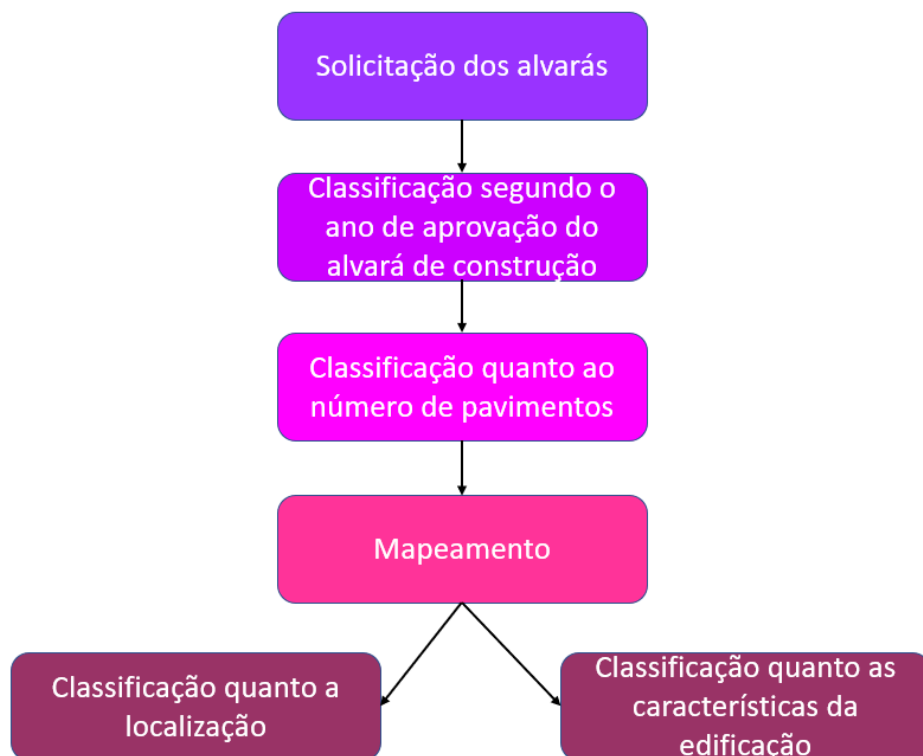 Solicitação dos alvarás
Classificação segundo o
ano de aprovação do
alvará de construção
Classificação quanto ao
número de pavimentos
Mapeamento
Classificação quanto a
localização
Classificação quanto as
características da
edificação